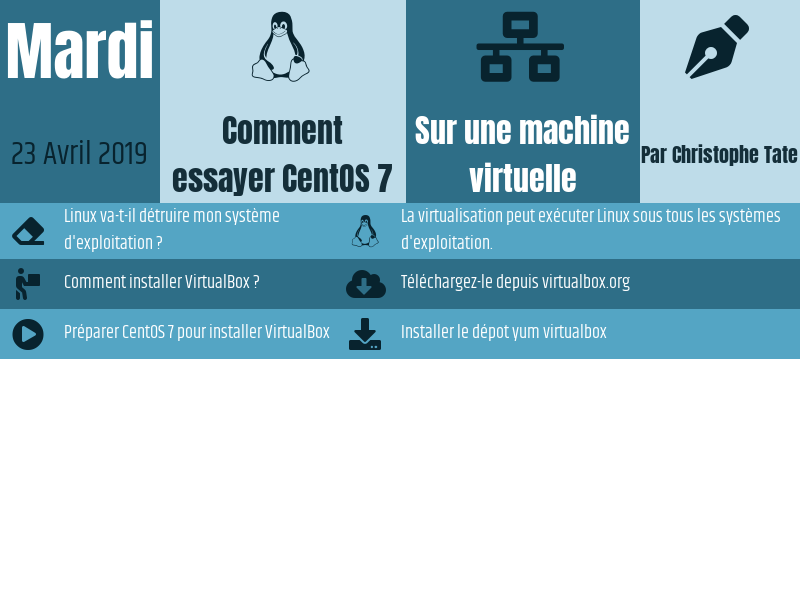 Mardi
23 Avril 2019
Comment
essayer CentOS 7
Sur une machine
virtuelle
Par Christophe Tate
Linux va-t-il détruire mon système
d'exploitation ?
La virtualisation peut exécuter Linux sous tous les systèmes
d'exploitation.
Comment installer VirtualBox ?
Téléchargez-le depuis virtualbox.org
Préparer CentOS 7 pour installer VirtualBox
Installer le dépot yum virtualbox